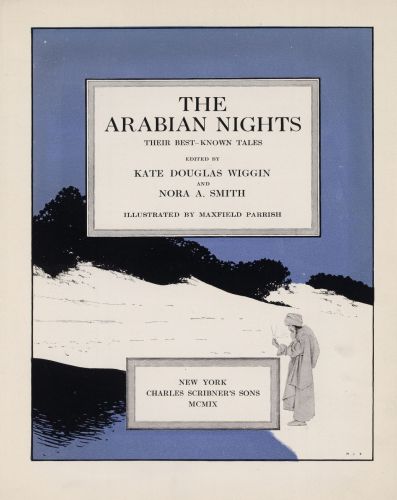 THE
ARABIAN NIGHTS
THEIR BEST-KNOWN TALES
EDITED BY
KATE DOUGLAS WIGGIN
AND
NORA A. SMITH
ILLUSTRATED BY MAXFIELD PARRISH
NEW YORK
CHARLES SCRIBNER'S SONS
MCMIX